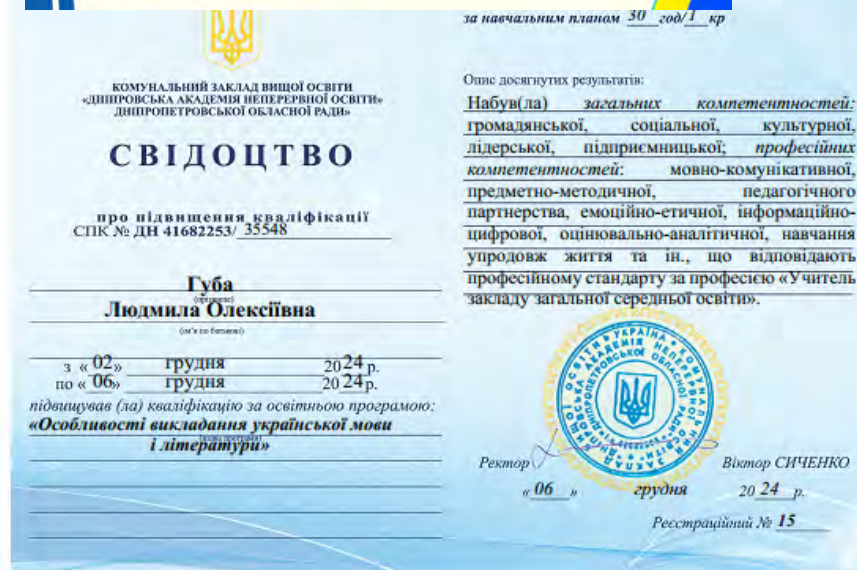 КОМУНАЛЬНИЙ ЗАКЛАД ВИЩОЇ ОСВІТИ
«ДНІПРОВСЬКА АКАДЕМІЯ НЕПЕРЕРВНОЇ ОСВІТИ»
ДНІПРОПЕТРОВСЬКОЇ ОБЛАСНОЇ РАДИ»
СВІДОЦТВО
про підвищення кваліфікації
СПК № ДН 41682253/ 35548
Губа
(прізвище)
Людмила Олексіївна
(ім'я по батькові)
з « 02» грудня 2024 р.
по « 06» грудня 2024р.
підвищував (ла) кваліфікацію за освітньою програмою:
«Особливості викладання української мови
і літератури»
за навчальним планом 30 год/1 кр
Опис досягнутих результатів:
Набув(ла) загальних компетентностей:
громадянської, соціальної, культурної,
лідерської, підприємницької; професійних
компетентностей: мовно-комунікативної,
предметно-методичної, педагогічного
партнерства, емоційно-етичної, інформаційно-
цифрової, оцінювально-аналітичної, навчання
упродовж життя та ін., що відповідають
професійному стандарту за професією «Учитель
закладу загальної середньої освіти».
Ректор Віктор СИЧЕНКО
« 06 » грудня 20 24 р.
Реєстраційний № 15